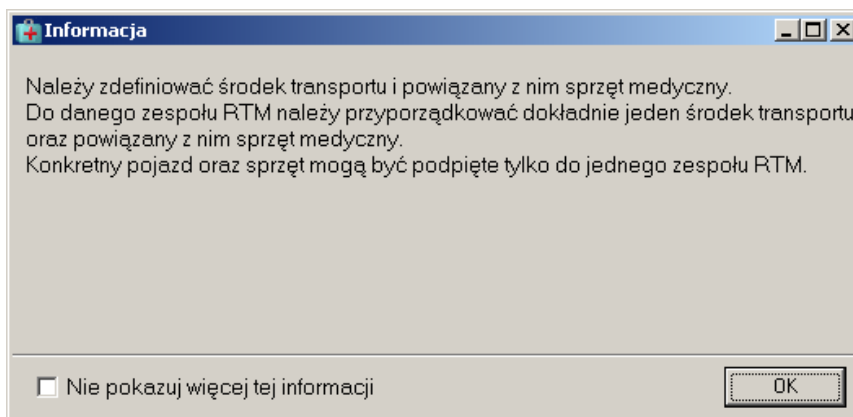 Informacja
Należy zdefiniować środek transportu i powiązany z nim sprzęt medyczny.
Do danego zespołu RTM należy przyporządkować dokładnie jeden środek transportu
oraz powiązany z nim sprzęt medyczny.
Konkretny pojazd oraz sprzęt mogą być podpięte tylko do jednego zespołu RTM.
Nie pokazuj więcej tej informacji
OK